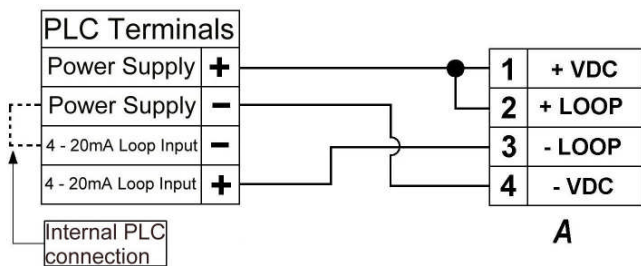 PLC Terminals
Power Supply +
Power Supply -
4 - 20mA Loop Input -
4 - 20mA Loop Input +
Internal PLC
connection
1 + VDC
2 + LOOP
3 - LOOP
4 - VDC
A